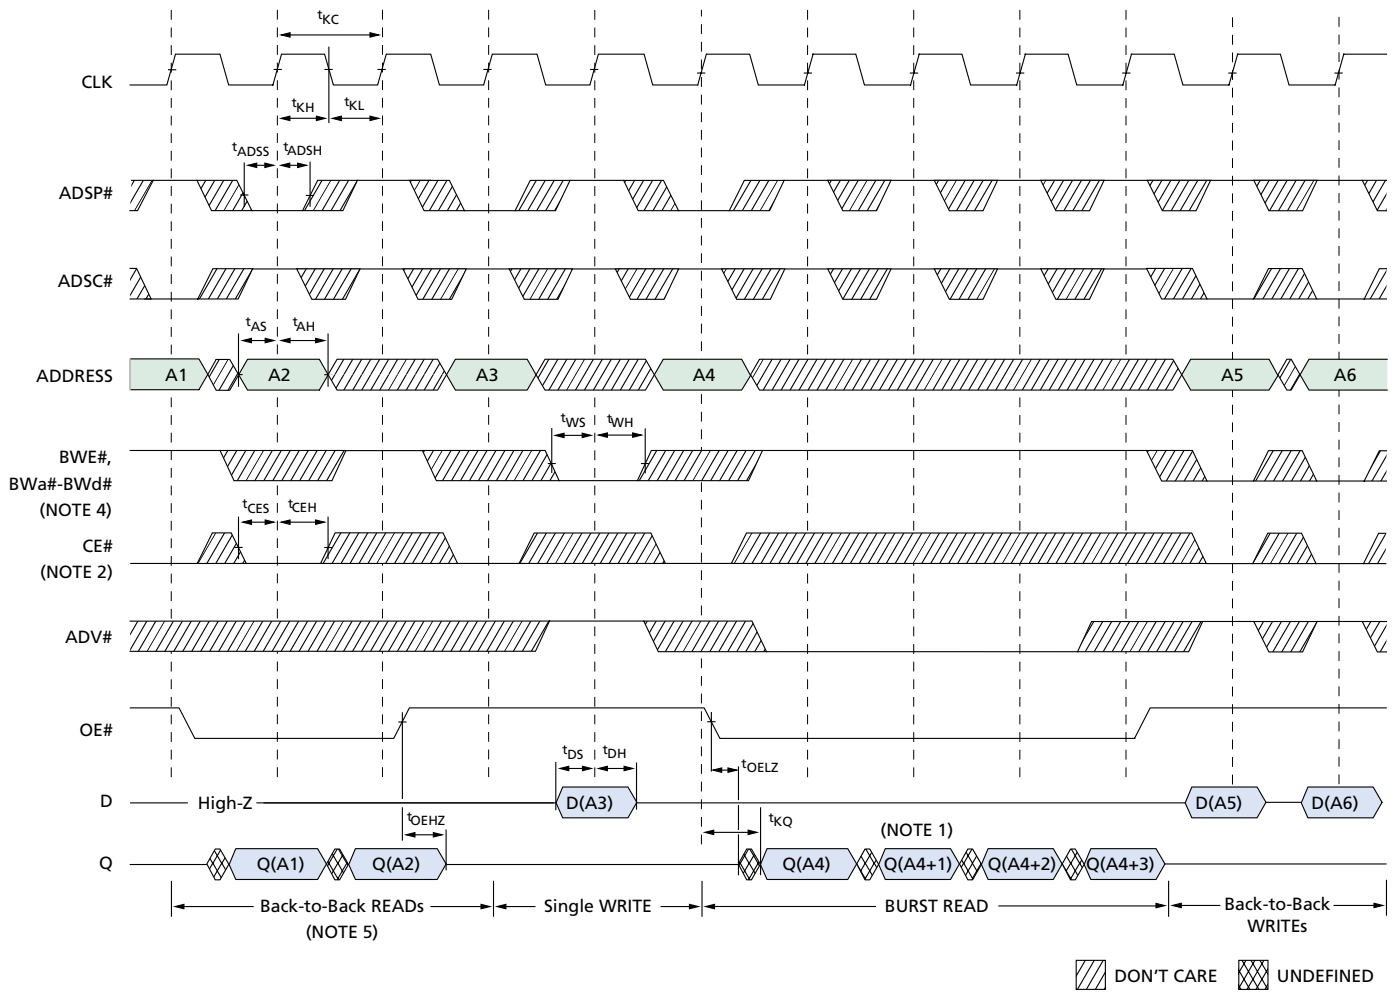 tKC
CLK
tKH
tKL
tADSS
tADSH
ADSP#
ADSC#
tAS
tAH
ADDRESS
A1
A2
A3
A4
A5
A6
tWS
tWH
BWE#,
BWa#-BWd#
(NOTE 4)
tCES
tCEH
CE#
(NOTE 2)
ADV#
OE#
tDS
tDH
tOELZ
D
High-Z
D(A3)
D(A5)
D(A6)
tOEHZ
tKQ
(NOTE 1)
Q
Q(A1)
Q(A2)
Q(A4)
Q(A4+1)
Q(A4+2)
Q(A4+3)
Back-to-Back READs
(NOTE 5)
Single WRITE
BURST READ
Back-to-Back
WRITEs
DON'T CARE
UNDEFINED